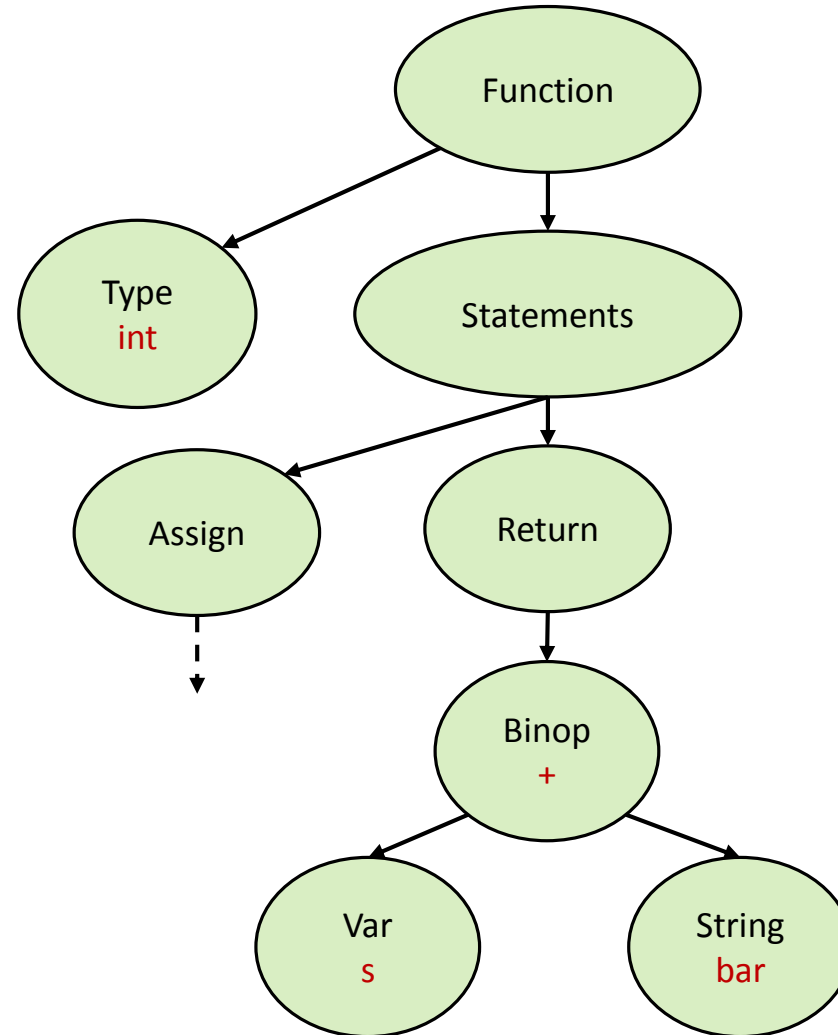 Function
Type
int
Statements
Assign
Return
Binop
+
Var
s
String
bar